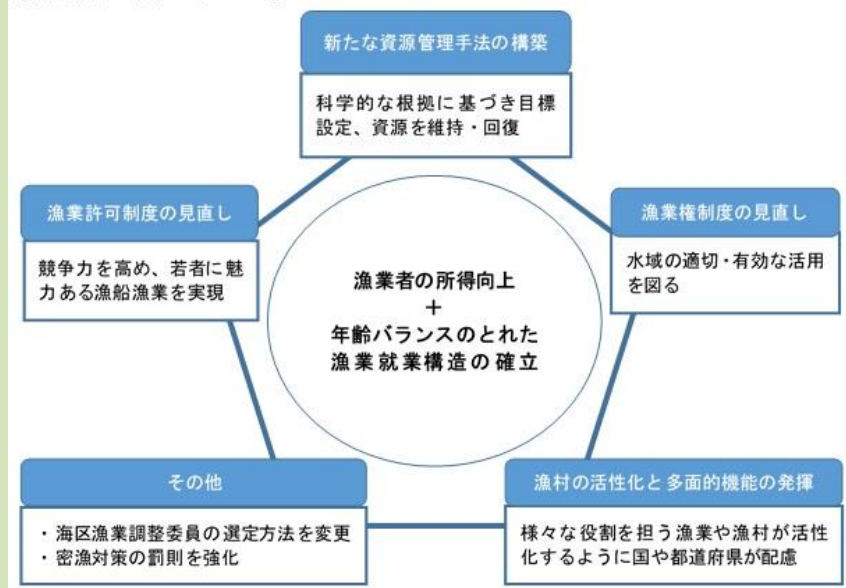 新たな資源管理手法の構築
科学的な根拠に基づき目標
設定、資源を維持・回復
漁業許可制度の見直し
競争力を高め、若者に魅
力ある漁船漁業を実現
漁業権制度の見直し
水域の適切・有効な活用
を図る
漁業者の所得向上
+
年齢バランスのとれた
漁業就業構造の確立
その他
・海区漁業調整委員の選定方法を変更
・密漁対策の罰則を強化
漁村の活性化と多面的機能の発揮
様々な役割を担う漁業や漁村が活性
化するように国や都道府県が配慮